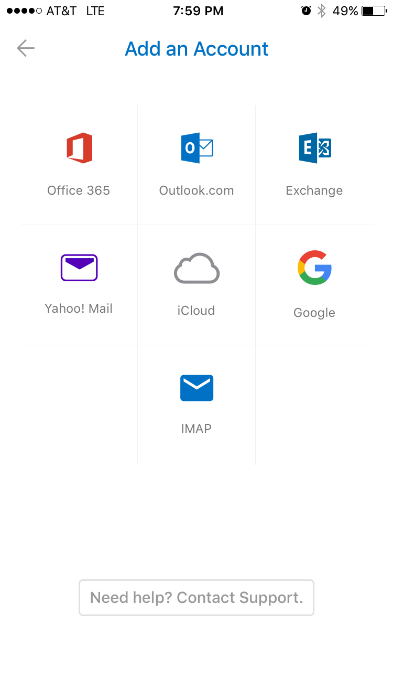 AT&T LTE 7:59 PM 49%
Add an Account
Office 365 Outlook.com Exchange
Yahoo! Mail iCloud Google
IMAP
Need help? Contact Support.